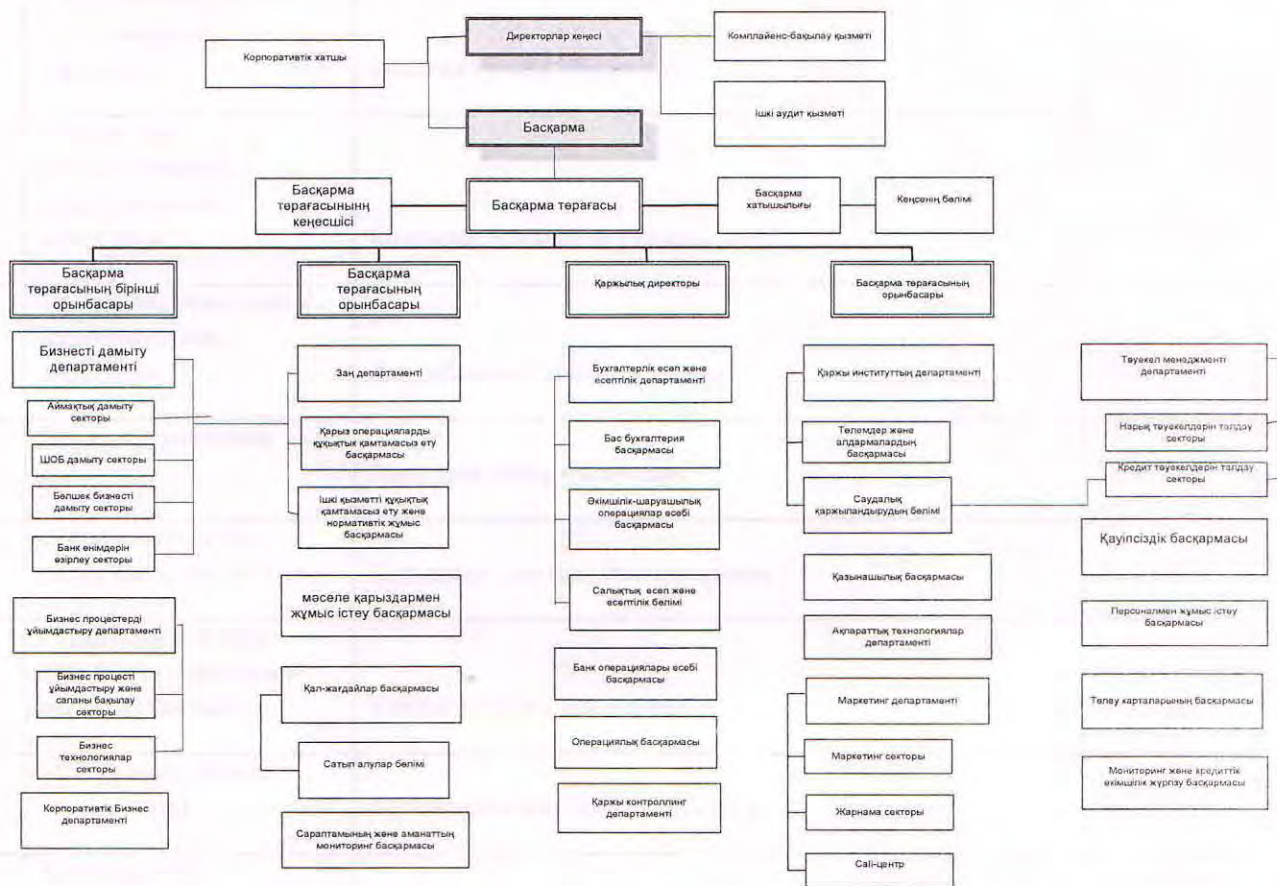 Директорлар кеңесі
Комплайенс-бақылау қызметі
Корпоративтік хатшы
Ішкі аудит қызметі
Басқарма
Басқарма
төрағасынынң
кеңесшісі
Басқарма төрағасы
Басқарма
хатышылығы
Кеңсенің бөлімі
Басқарма
төрағасының бірінші
орынбасары
Басқарма
төрағасының
орынбасары
Қаржылық директоры
Басқарма төрағасының
орынбасары
Бизнесті дамыту
департаменті
Аймақтық дамыту
секторы
ШОБ дамыту секторы
Бөлшек бизнесті
дамыту секторы
Банк өнімдерін
әзірлеу секторы
Бизнес процестерді
ұйымдастыру департаменті
Бизнес процесті
ұйымдастыру және
сапаны бақылау
секторы
Бизнес
технологиялар
секторы
Корпоративтік Бизнес
департаменті
Заң департаменті
Қарыз операцияларды
құқықтық қамтамасыз ету
басқармасы
Ішкі қызметті құқықтық
қамтамасыз ету және
нормативтік жұмыс
басқармасы
мәселе қарыздармен
жұмыс істеу басқармасы
Қал-жағдайлар басқармасы
Сатып алулар бөлімі
Сараптамының және аманаттың
мониторинг басқармасы
Бухгалтерлік есеп және
есептілік департаменті
Бас бухгалтерия
басқармасы
Әкімшілік-шаруашылық
операциялар есебі
басқармасы
Салықтық есеп және
есептілік бөлімі
Банк операциялары есебі
басқармасы
Операциялық басқармасы
Қаржы контроллинг
департаменті
Қаржы институттың департаменті
Төлемдер және
алдармалардың
басқармасы
Саудалық
қаржыландырудың бөлімі
Қазынашылық басқармасы
Ақпараттық технологиялар
департаменті
Маркетинг департаменті
Маркетинг секторы
Жарнама секторы
Call-центр
Тәуекел менеджменті
департаменті
Нарық тәуекелдерін талдау
секторы
Кредит тәуекелдерін талдау
секторы
Қауіпсіздік басқармасы
Персоналмен жұмыс істеу
басқармасы
Төлеу карталарының басқармасы
Мониторинг және кредиттік
әкімшілік жүргізу басқармасы